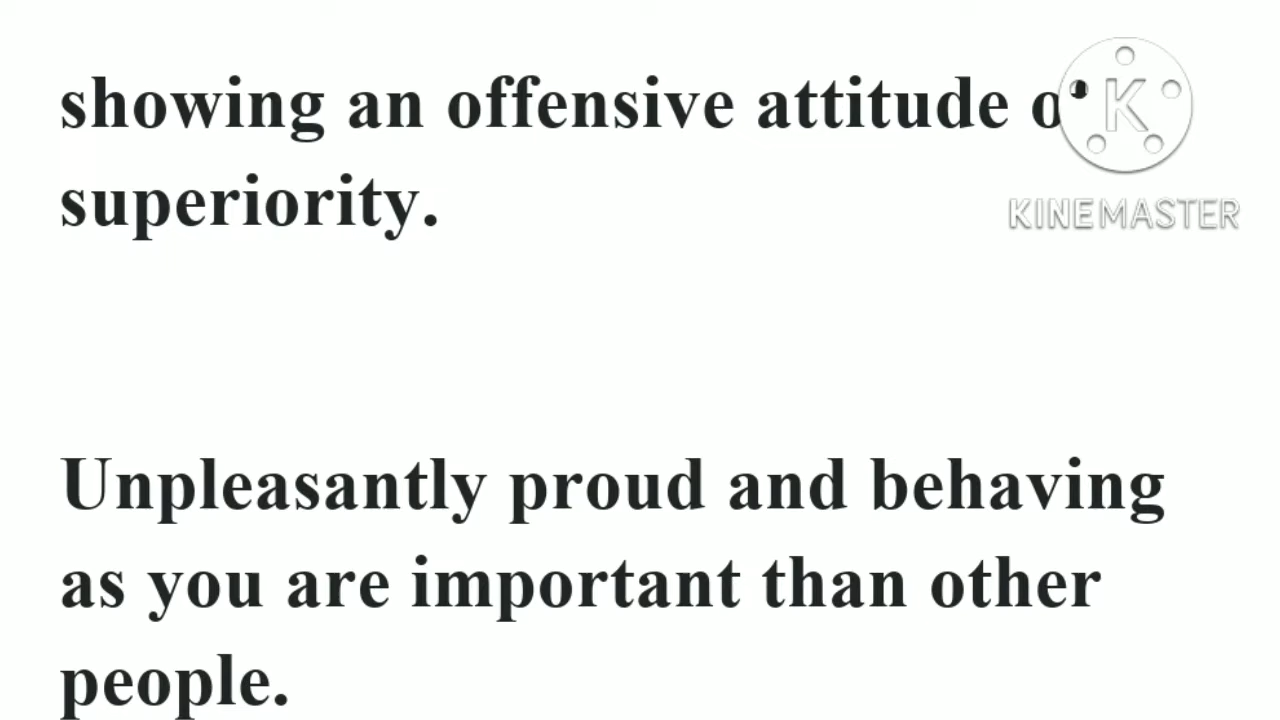 showing an offensive attitude of
superiority.
KINEMASTER
Unpleasantly proud and behaving
as you are important than other
people.